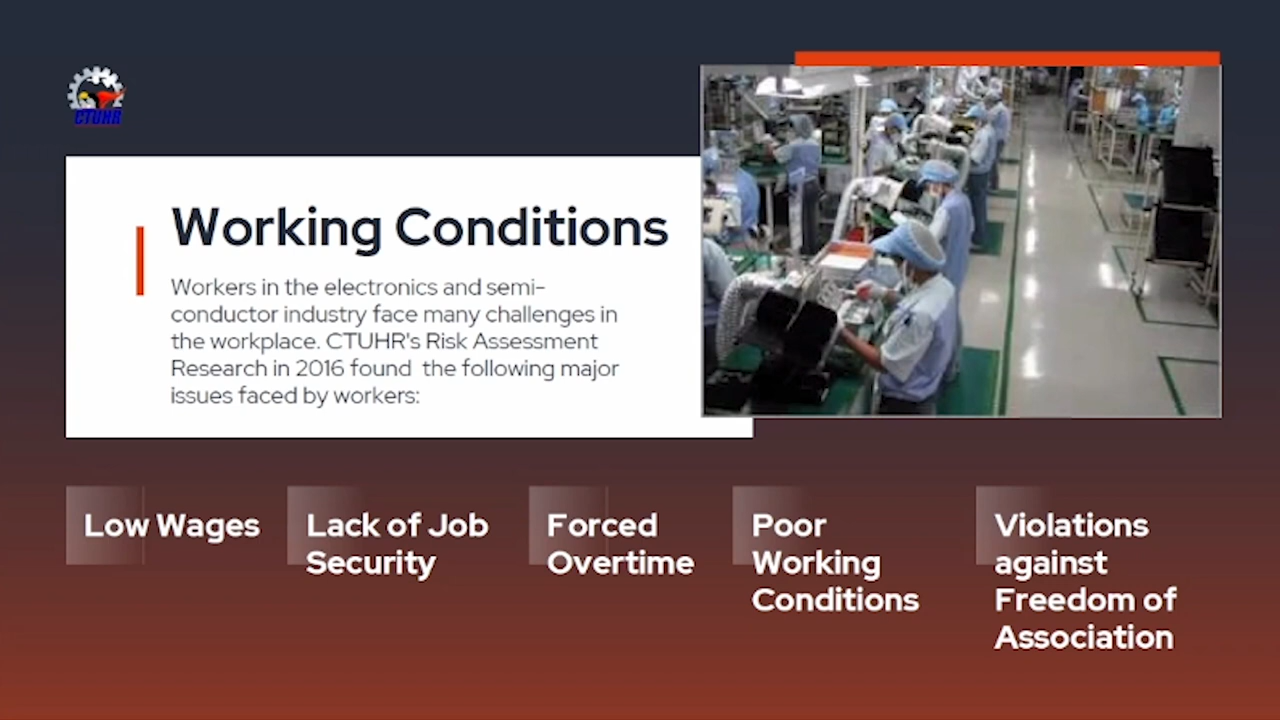 CTUHR
Working Conditions
Workers in the electronics and semi-
conductor industry face many challenges in
the workplace. CTUHR's Risk Assessment
Research in 2016 found  the following major
issues faced by workers:
Low Wages
Lack of Job
Security
Forced
Overtime
Poor
Working
Conditions
Violations
against
Freedom of
Association